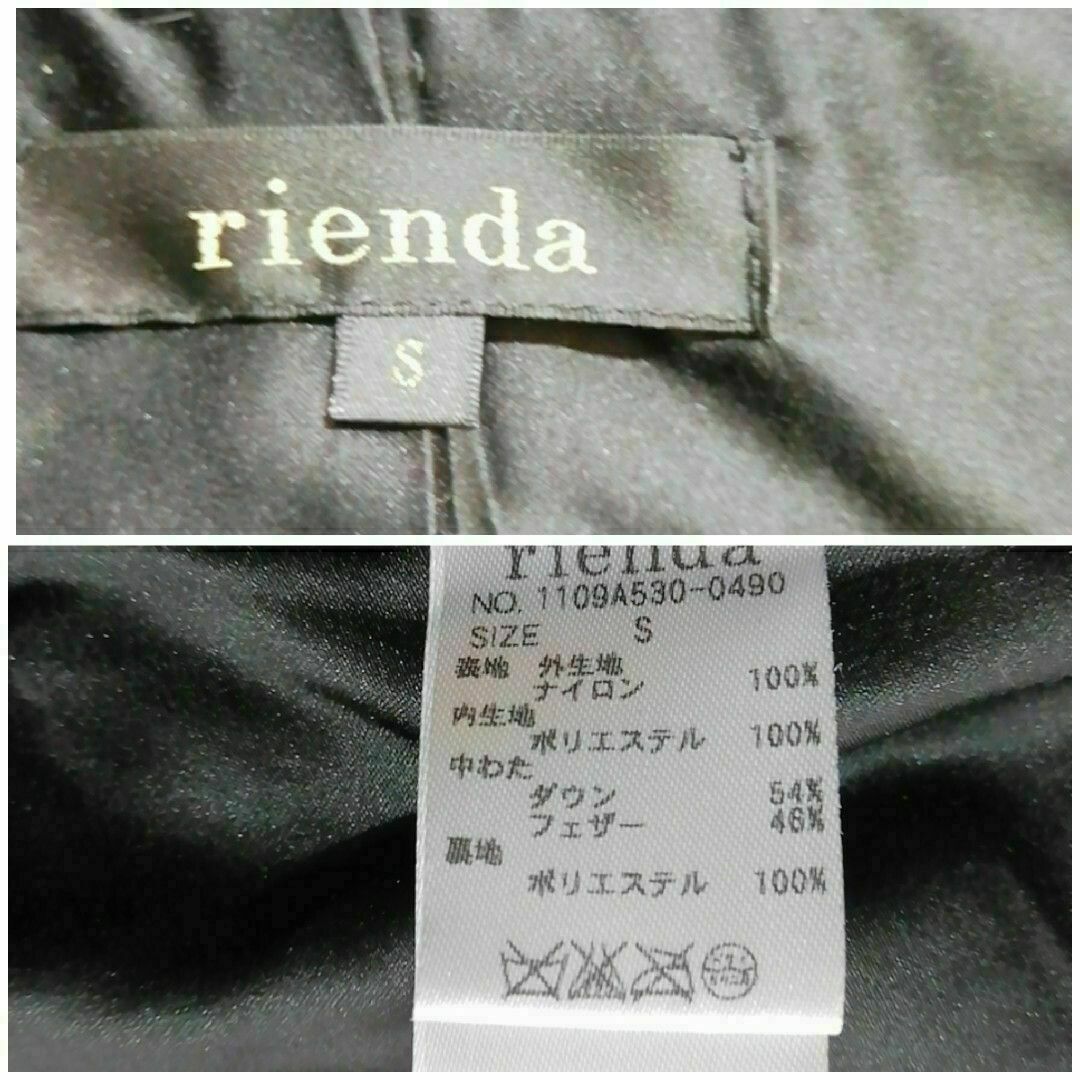 rienda
S
rienda
NO. 1109A530-0490
SIZE S
表地 外生地
ナイロン 100%
内生地
ポリエステル 100%
中わた
ダウン 54%
フェザー 46%
裏地
ポリエステル 100%